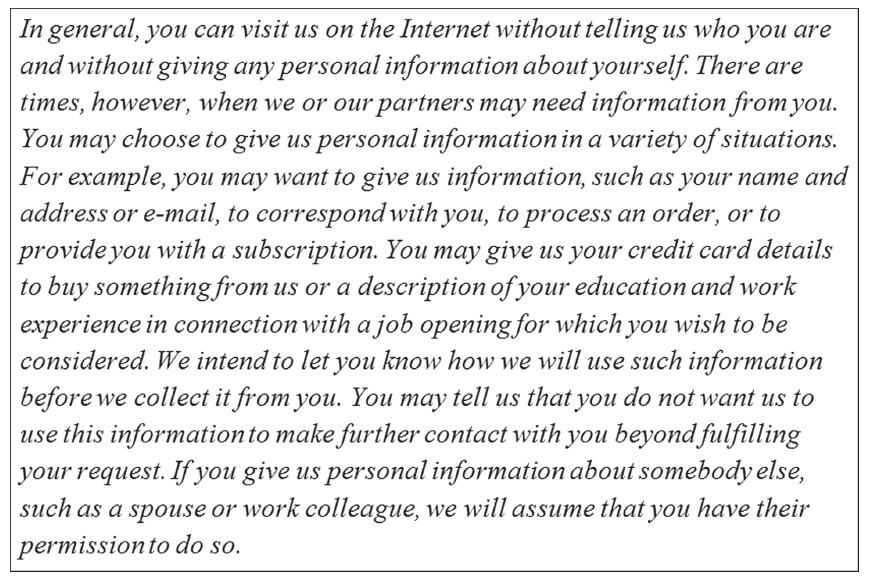 In general, you can visit us on the Internet without telling us who you are
and without giving any personal information about yourself. There are
times, however, when we or our partners may need information from you.
You may choose to give us personal information in a variety of situations.
For example, you may want to give us information, such as your name and
address or e-mail, to correspond with you, to process an order, or to
provide you with a subscription. You may give us your credit card details
to buy something from us or a description of your education and work
experience in connection with a job opening for which you wish to be
considered. We intend to let you know how we will use such information
before we collect it from you. You may tell us that you do not want us to
use this information to make further contact with you beyond fulfilling
your request. If you give us personal information about somebody else,
such as a spouse or work colleague, we will assume that you have their
permission to do so.